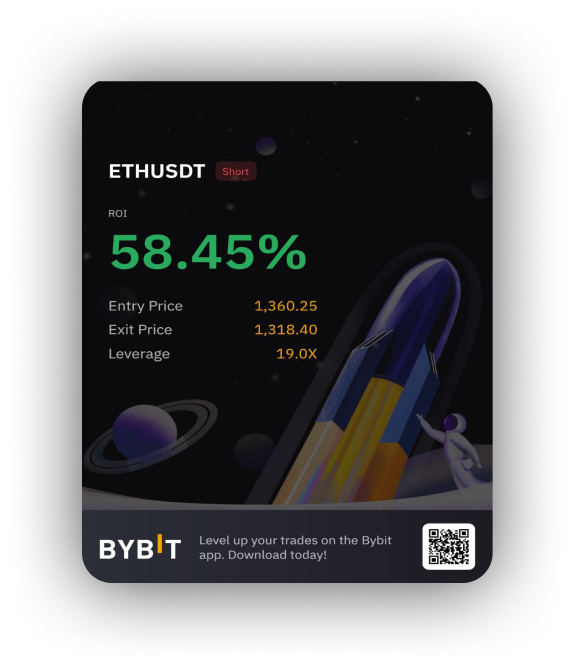 ETHUSDT Short
ROI
58.45%
Entry Price 1,360.25
Exit Price 1,318.40
Leverage 19.0X
BYBIT
Level up your trades on the Bybit
app. Download today!